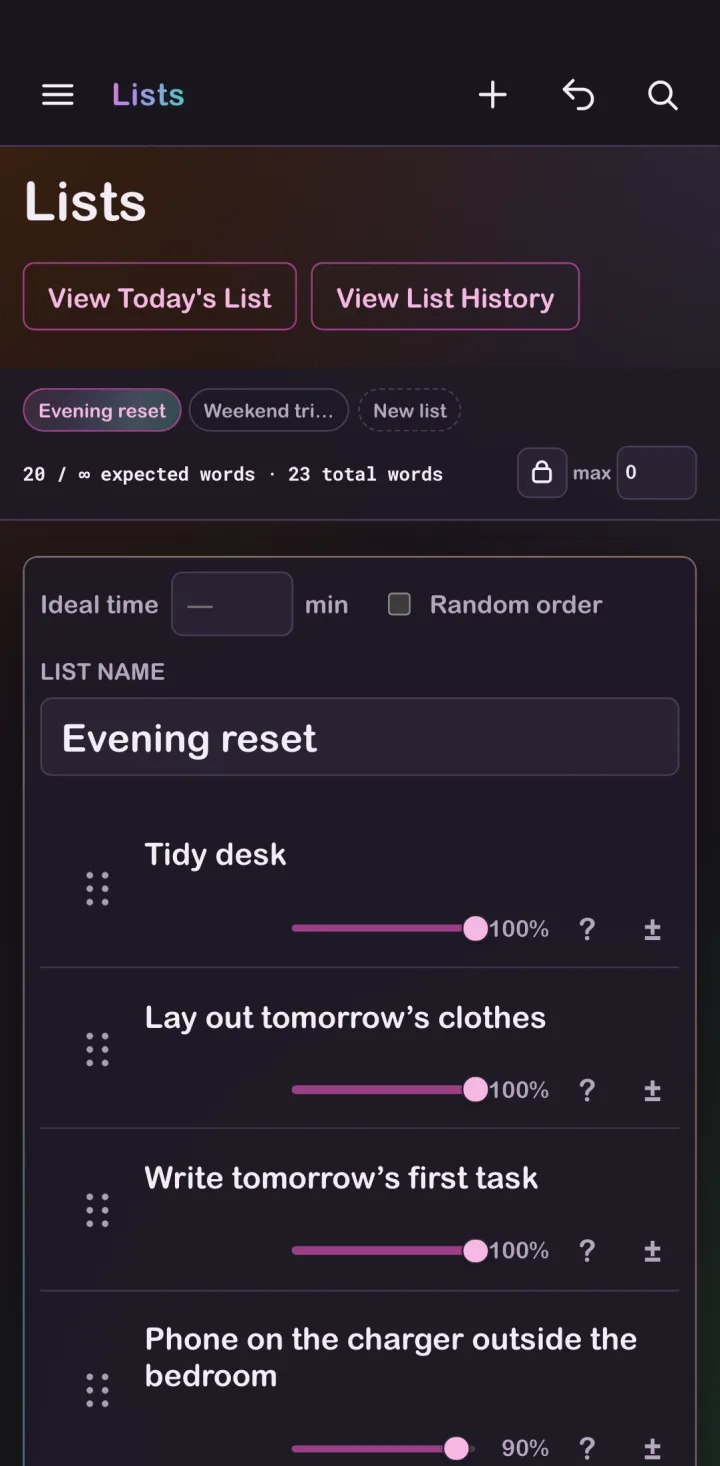 Lists
Lists
View Today's List
View List History
Evening reset
Weekend tri...
New list
20 / ∞ expected words · 23 total words
max 0
Ideal time — min
Random order
LIST NAME
Evening reset
Tidy desk
100% ? ±
Lay out tomorrow’s clothes
100% ? ±
Write tomorrow’s first task
100% ? ±
Phone on the charger outside the
bedroom
90% ? ±